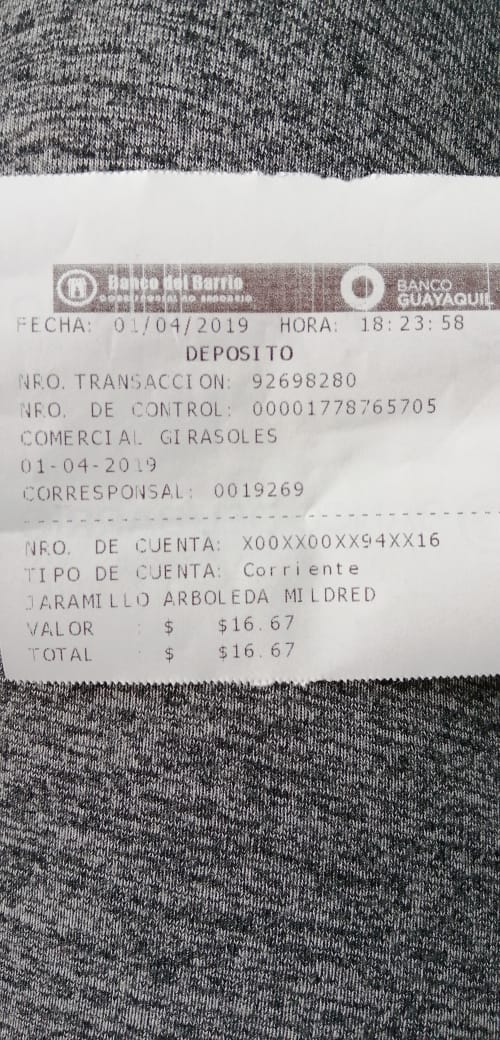 Banco del Barrio
BANCO
GUAYAQUIL
FECHA: 01/04/2019 HORA: 18:23:58
DEPOSITO
NRO. TRANSACCION: 92698280
NRO. DE CONTROL: 00001778765705
COMERCIAL GIRASOLES
01-04-2019
CORRESPONSAL: 0019269
NRO. DE CUENTA: X00XX00XX94XX16
TIPO DE CUENTA: Corriente
JARAMILLO ARBOLEDA MILDRED
VALOR : $ $16.67
TOTAL : $ $16.67